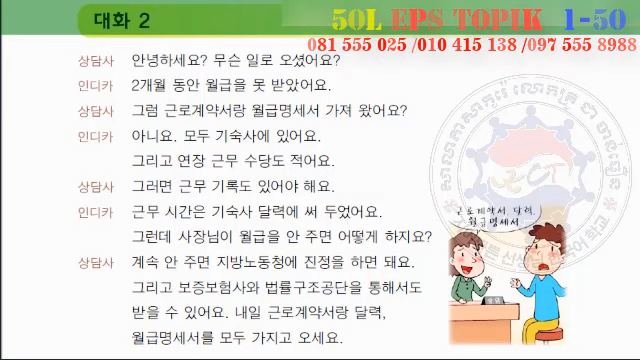 대화 2
50L EPS TOPIK 1-50
081 555 025 /010 415 138 /097 555 8988
상담사 안녕하세요? 무슨 일로 오셨어요?
인디카 2개월 동안 월급을 못 받았어요.
상담사 그럼 근로계약서랑 월급명세서 가져 왔어요?
인디카 아니요. 모두 기숙사에 있어요.
그리고 연장 근무 수당도 적어요.
상담사 그러면 근무 기록도 있어야 해요.
인디카 근무 시간은 기숙사 달력에 써 두었어요.
그런데 사장님이 월급을 안 주면 어떻게 하지요?
상담사 계속 안 주면 지방노동청에 진정을 하면 돼요.
그리고 보증보험사와 법률구조공단을 통해서도
받을 수 있어요. 내일 근로계약서랑 달력,
월급명세서를 모두 가지고 오세요.
근로계약서, 달력,
월급명세서
상담